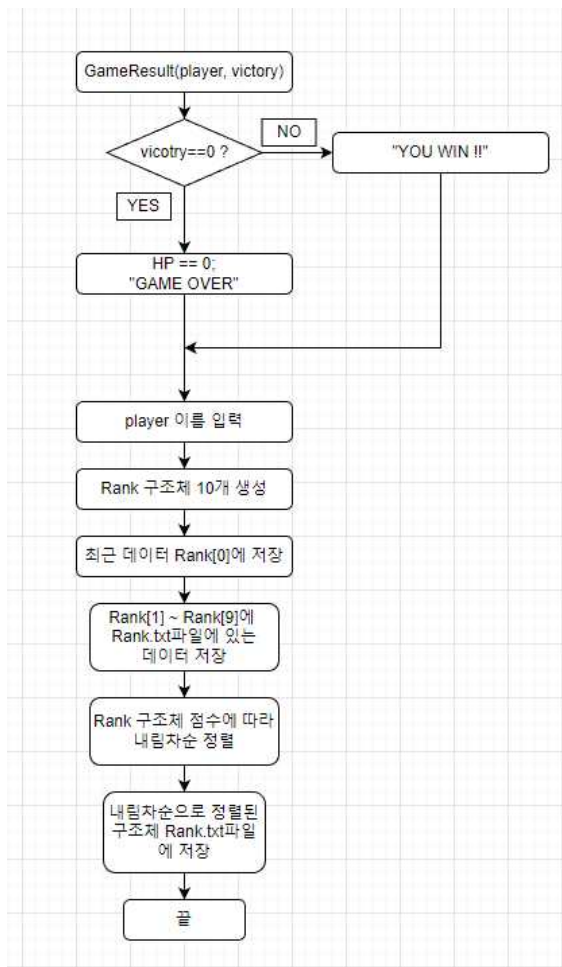 GameResult(player, victory)
vicotry==0 ?
NO
"YOU WIN !!"
YES
HP == 0;
"GAME OVER"
player 이름 입력
Rank 구조체 10개 생성
최근 데이터 Rank[0]에 저장
Rank[1] ~ Rank[9]에
Rank.txt파일에 있는
데이터 저장
Rank 구조체 점수에 따라
내림차순 정렬
내림차순으로 정렬된
구조체 Rank.txt파일
에 저장
끝